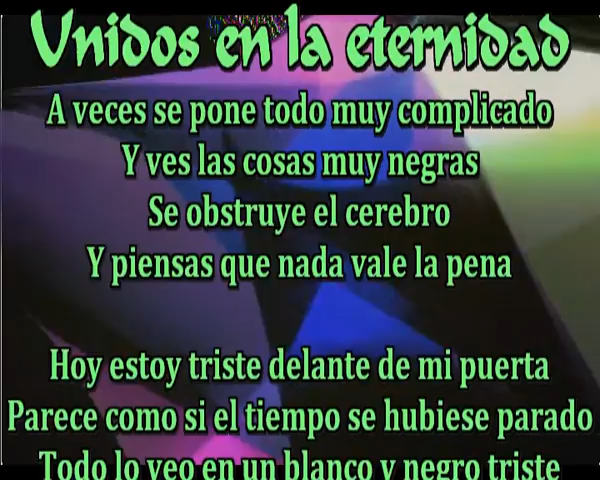 Unidos en la eternidad
A veces se pone todo muy complicado
Y ves las cosas muy negras
Se obstruye el cerebro
Y piensas que nada vale la pena
Hoy estoy triste delante de mi puerta
Parece como si el tiempo se hubiese parado
Todo lo veo en un blanco y negro triste